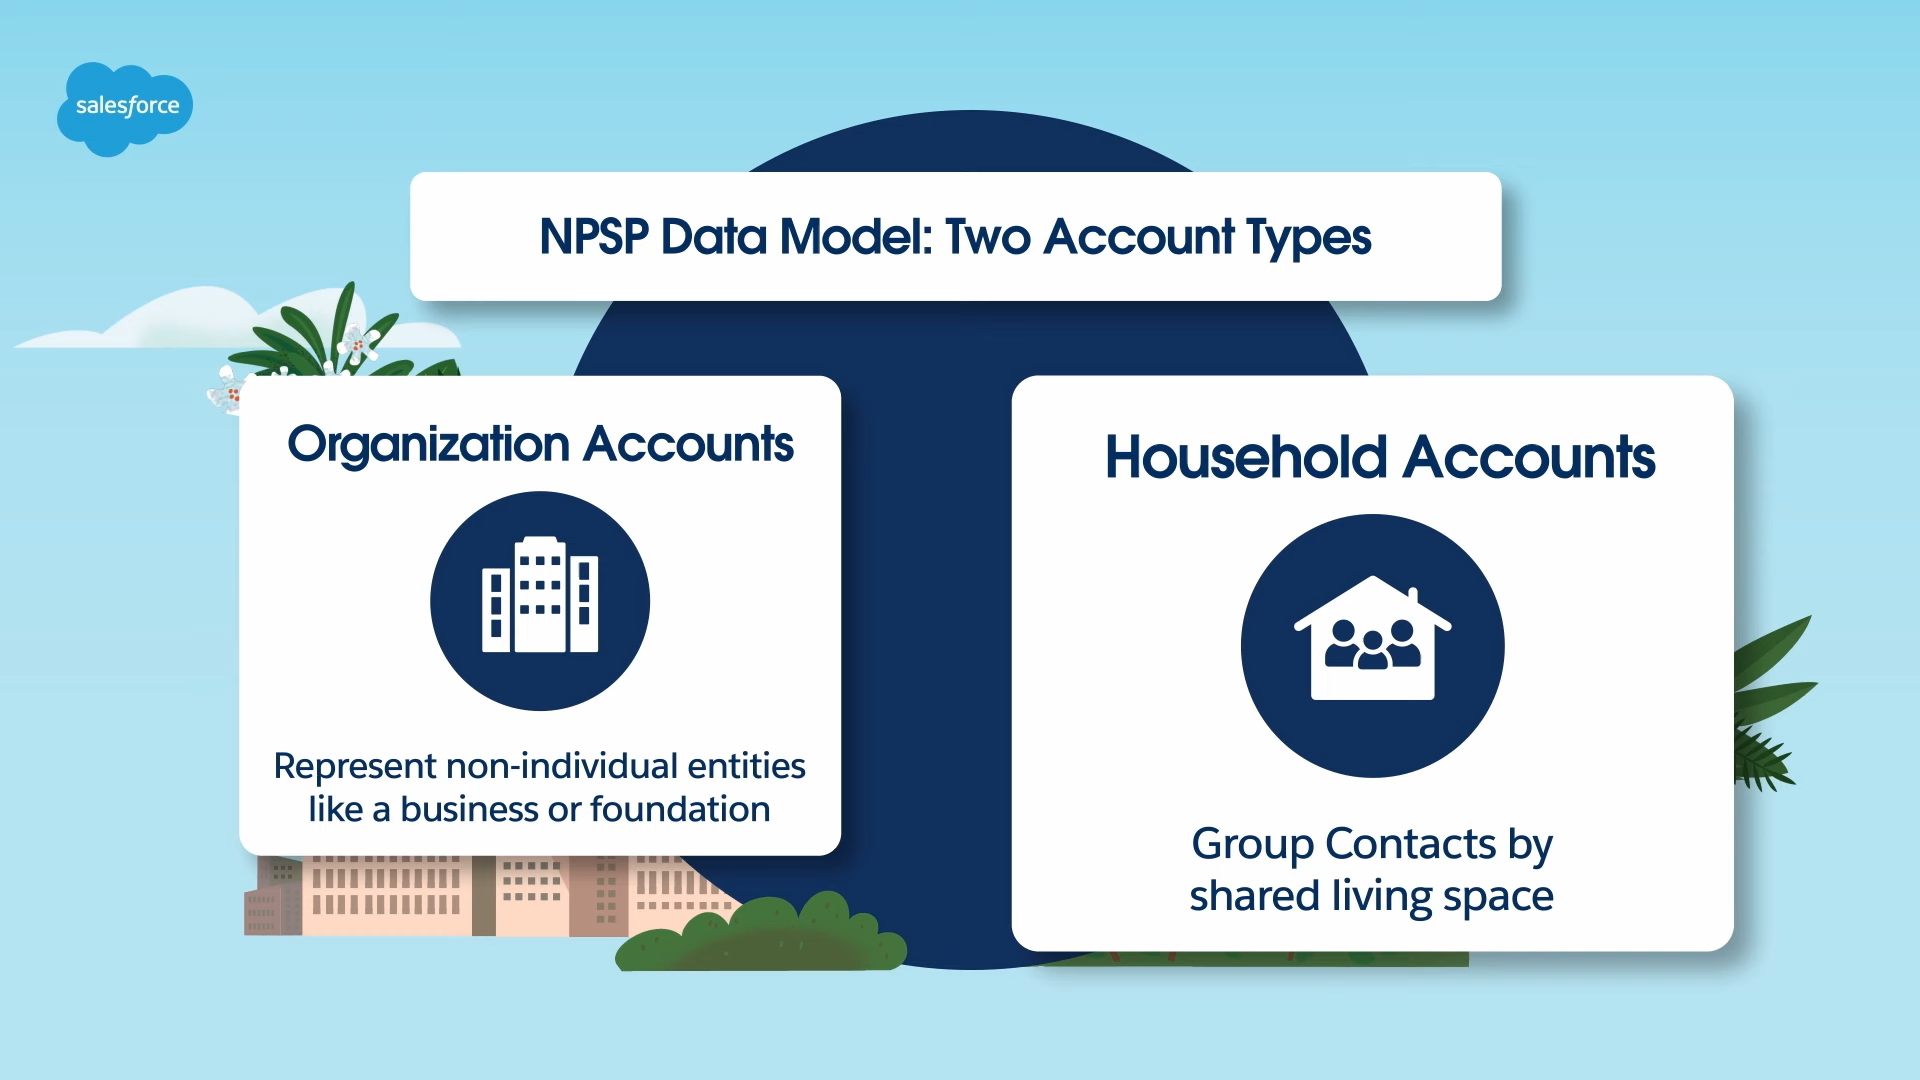 salesforce
NPSP Data Model: Two Account Types
Organization Accounts
Represent non-individual entities
like a business or foundation
Household Accounts
Group Contacts by
shared living space